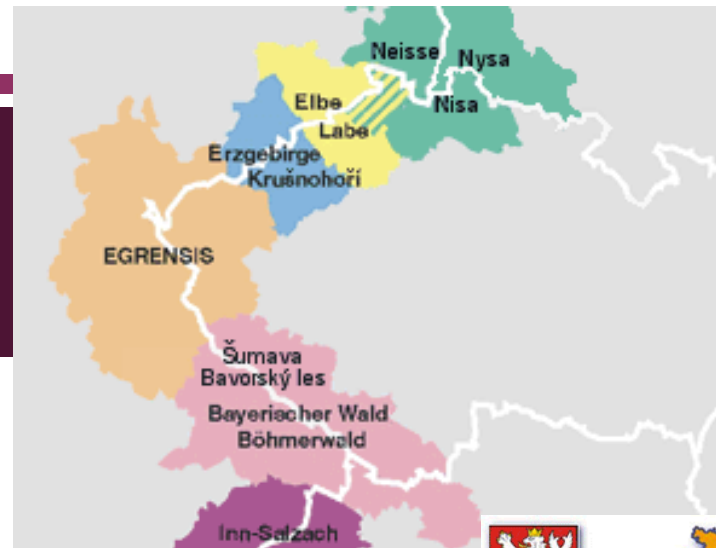 Neisse
Nysa
Nisa
Elbe
Labe
Erzgebirge
Krušnohoří
EGRENSIS
Šumava
Bavorský les
Bayerischer Wald
Böhmerwald
Inn-Salzach